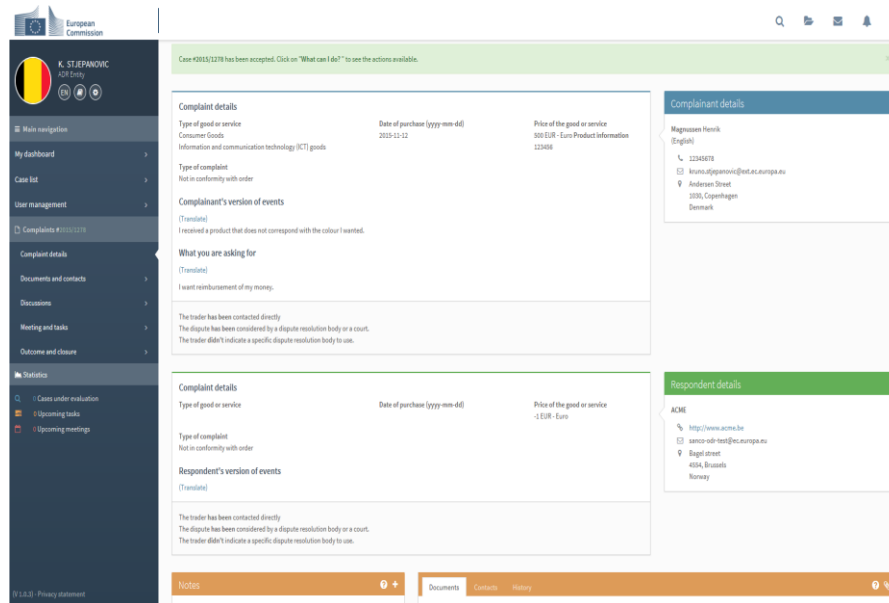 European
Commission
K. STJEPANOVIC
ADR Entity
EN
Main navigation
My dashboard
Case list
User management
Complaints #2015/1278
Complaint details
Documents and contacts
Discussions
Meeting and tasks
Outcome and closure
Statistics
0 Cases under evaluation
0 Upcoming tasks
0 Upcoming meetings
(V 1.8.3) - Privacy statement
Case #2015/1278 has been accepted. Click on "What can I do? " to see the actions available.
Complaint details
Type of good or service
Consumer Goods
Information and communication technology (ICT) goods
Date of purchase (yyyy-mm-dd)
2015-11-12
Price of the good or service
500 EUR - Euro Product information
123456
Type of complaint
Not in conformity with order
Complainant's version of events
(Translate)
I received a product that does not correspond with the colour I wanted.
What you are asking for
(Translate)
I want reimbursement of my money.
The trader has been contacted directly
The dispute has been considered by a dispute resolution body or a court.
The trader didn't indicate a specific dispute resolution body to use.
Complainant details
Magnussen Henrik
(English)
12345678
kruno.stjepanovic@ext.ec.europa.eu
Andersen Street
1030, Copenhagen
Denmark
Complaint details
Type of good or service
Date of purchase (yyyy-mm-dd)
Price of the good or service
-1 EUR - Euro
Type of complaint
Not in conformity with order
Respondent's version of events
(Translate)
The trader has been contacted directly
The dispute has been considered by a dispute resolution body or a court.
The trader didn't indicate a specific dispute resolution body to use.
Respondent details
ACME
http://www.acme.be
sanco-odr-test@ec.europa.eu
Bagel street
4554, Brussels
Norway
Notes
Documents
Contacts
History